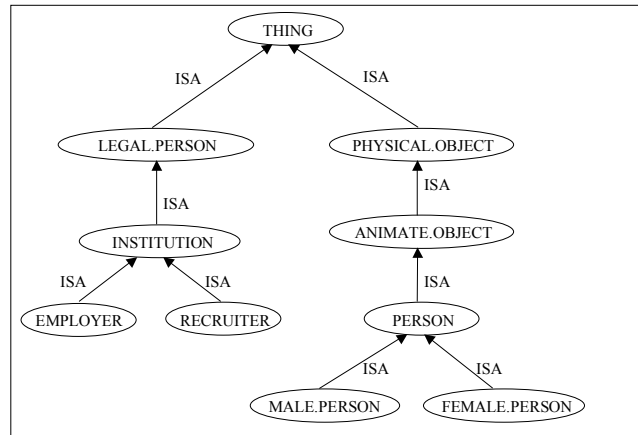 THING
ISA ISA
LEGAL.PERSON PHYSICAL.OBJECT
ISA ISA
INSTITUTION ANIMATE.OBJECT
ISA ISA ISA
EMPLOYER RECRUITER PERSON
ISA ISA
MALE.PERSON FEMALE.PERSON